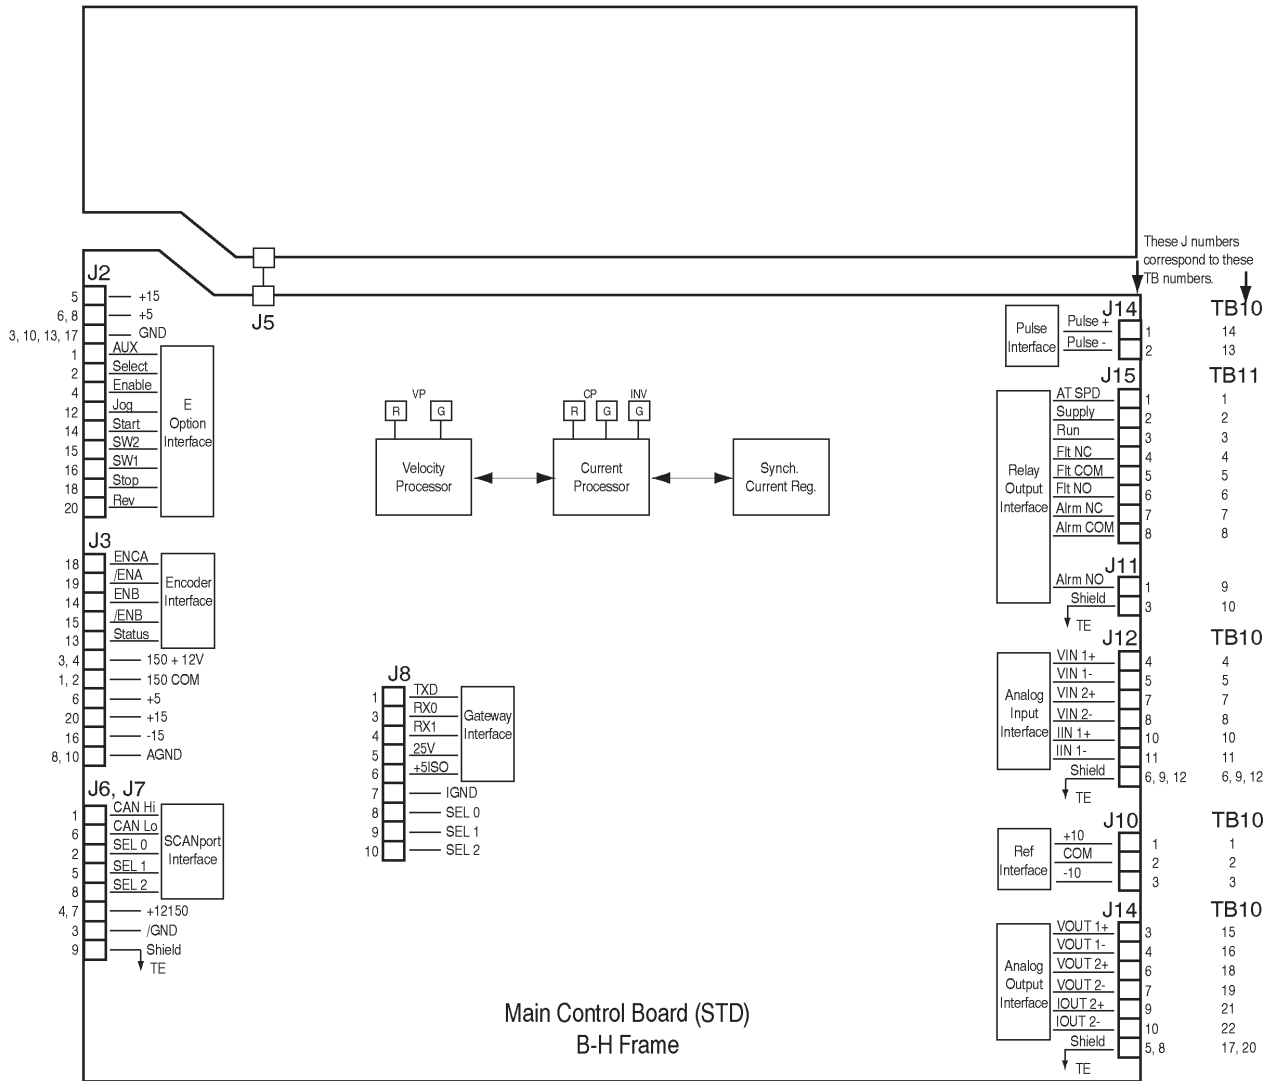 These J numbers
correspond to these
TB numbers.
J2
5 +15
6, 8 +5
3, 10, 13, 17 GND
1 AUX
2 Select
4 Enable
12 Jog
14 Start
15 SW2
16 SW1
18 Stop
20 Rev
E
Option
Interface
J5
J3
18 ENCA
19 /ENA
14 ENB
15 /ENB
13 Status
Encoder
Interface
3, 4 150 + 12V
1, 2 150 COM
6 +5
20 +15
16 -15
8, 10 AGND
J6, J7
1 CAN Hi
6 CAN Lo
2 SEL 0
5 SEL 1
8 SEL 2
SCANport
Interface
4, 7 +12150
3 /GND
9 Shield
TE
VP
R G
Velocity
Processor
CP INV
R G G
Current
Processor
Synch.
Current Reg.
J8
1 TXD
3 RX0
4 RX1
5 25V
6 +5ISO
Gateway
Interface
7 IGND
8 SEL 0
9 SEL 1
10 SEL 2
J14 TB10
Pulse
Interface
Pulse + 1 14
Pulse - 2 13
J15 TB11
Relay
Output
Interface
AT SPD 1 1
Supply 2 2
Run 3 3
Flt NC 4 4
Flt COM 5 5
Flt NO 6 6
Alrm NC 7 7
Alrm COM 8 8
J11
Alrm NO 1 9
Shield 3 10
TE
J12 TB10
Analog
Input
Interface
VIN 1+ 4 4
VIN 1- 5 5
VIN 2+ 7 7
VIN 2- 8 8
IIN 1+ 10 10
IIN 1- 11 11
Shield 6, 9, 12 6, 9, 12
TE
J10 TB10
Ref
Interface
+10 1 1
COM 2 2
-10 3 3
J14 TB10
Analog
Output
Interface
VOUT 1+ 3 15
VOUT 1- 4 16
VOUT 2+ 6 18
VOUT 2- 7 19
IOUT 2+ 9 21
IOUT 2- 10 22
Shield 5, 8 17, 20
TE
Main Control Board (STD)
B-H Frame